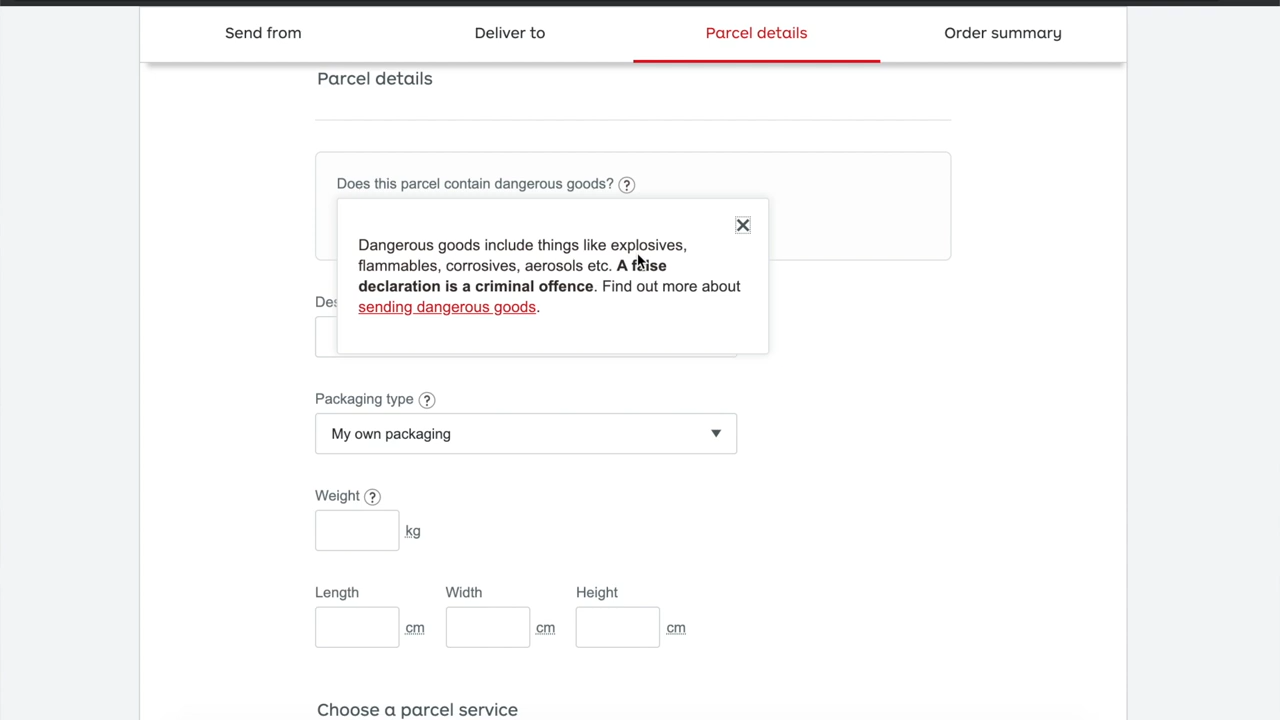 Send from
Deliver to
Parcel details
Order summary
Parcel details
Does this parcel contain dangerous goods? ?
Dangerous goods include things like explosives,
flammables, corrosives, aerosols etc. A false
declaration is a criminal offence. Find out more about
sending dangerous goods.
Des
Packaging type ?
My own packaging
Weight ?
kg
Length Width Height
cm cm cm
Choose a parcel service